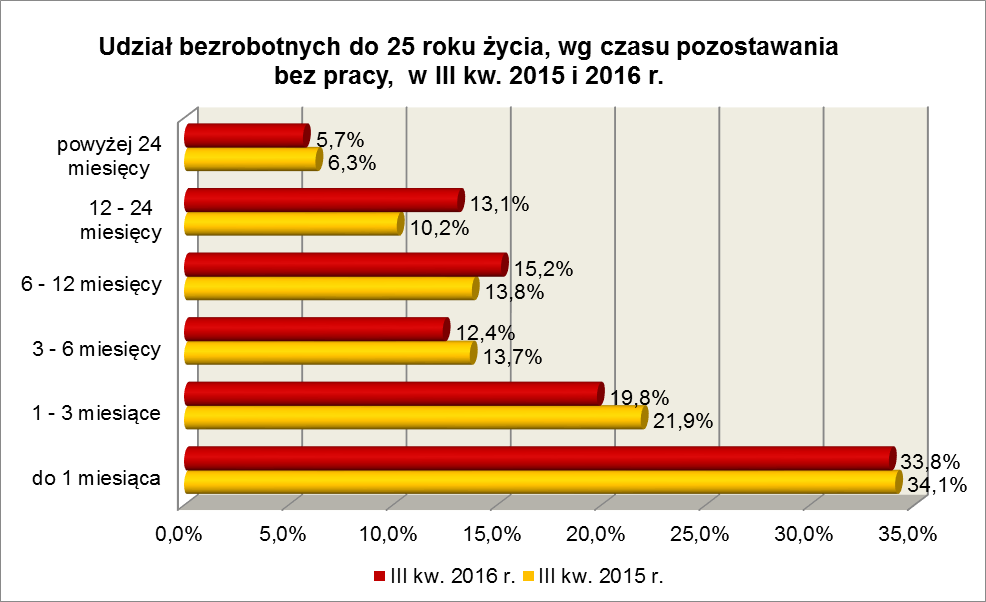 Udział bezrobotnych do 25 roku życia, wg czasu pozostawania
bez pracy,  w III kw. 2015 i 2016 r.
powyżej 24
miesięcy
5,7%
6,3%
12 - 24
miesięcy
13,1%
10,2%
6 - 12 miesięcy
15,2%
13,8%
3 - 6 miesięcy
12,4%
13,7%
1 - 3 miesiące
19,8%
21,9%
do 1 miesiąca
33,8%
34,1%
0,0% 5,0% 10,0% 15,0% 20,0% 25,0% 30,0% 35,0%
III kw. 2016 r. III kw. 2015 r.